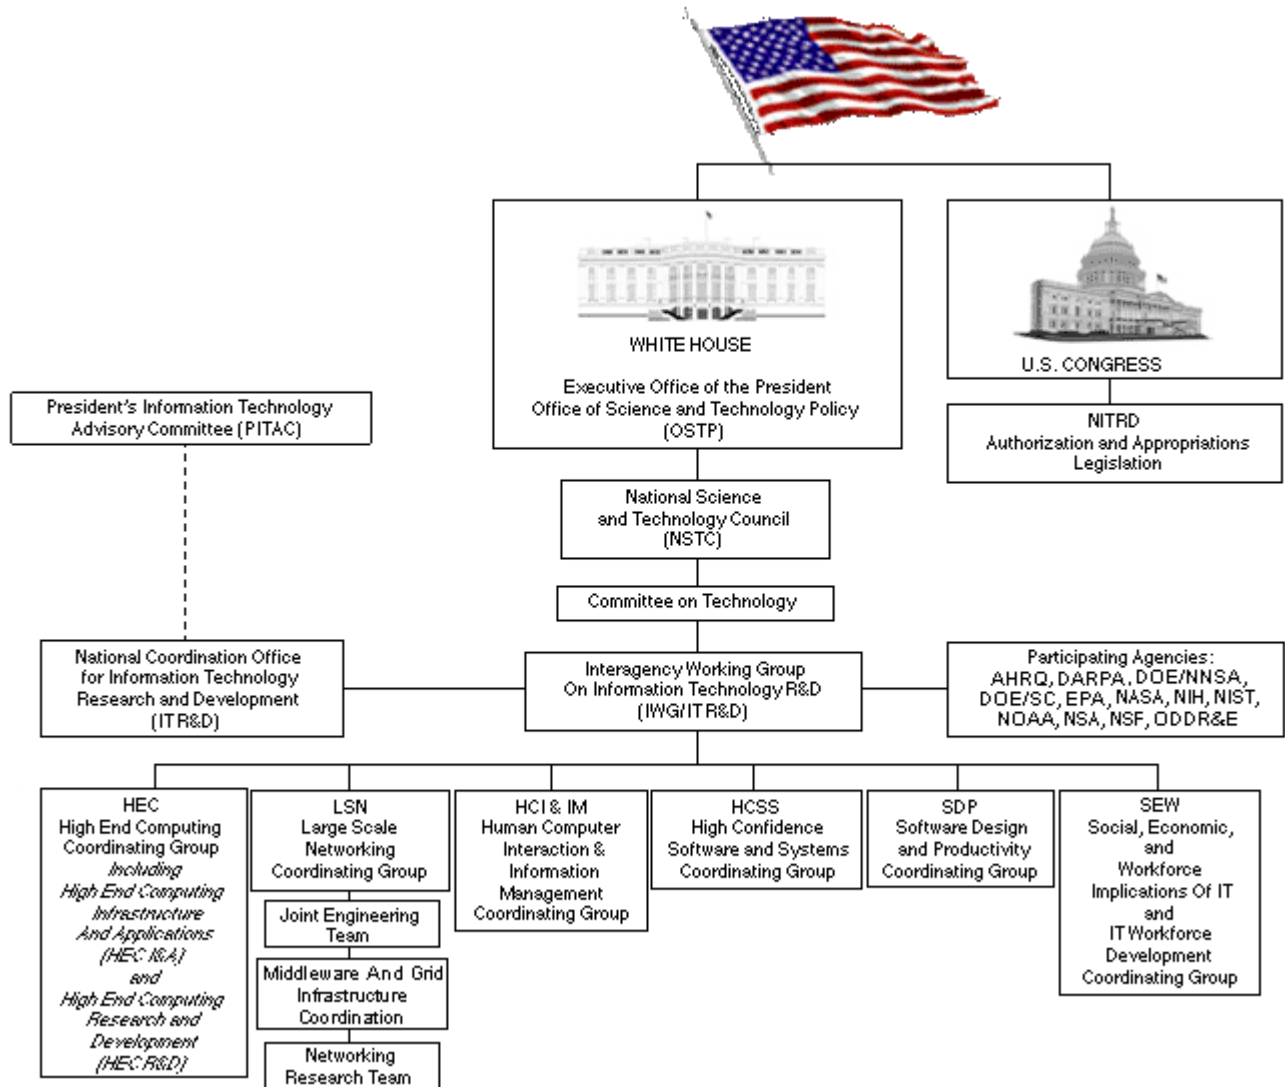 WHITE HOUSE
Executive Office of the President
Office of Science and Technology Policy
(OSTP)
U.S. CONGRESS
NITRD
Authorization and Appropriations
Legislation
President's Information Technology
Advisory Committee (PITAC)
National Science
and Technology Council
(NSTC)
Committee on Technology
National Coordination Office
for Information Technology
Research and Development
(ITR&D)
Interagency Working Group
On Information Technology R&D
(IWG/ITR&D)
Participating Agencies:
AHRQ, DARPA, DOE/NNSA,
DOE/SC, EPA, NASA, NIH, NIST,
NOAA, NSA, NSF, ODDR&E
HEC
High End Computing
Coordinating Group
Including
High End Computing
Infrastructure
And Applications
(HEC I&A)
and
High End Computing
Research and
Development
(HEC R&D)
LSN
Large Scale
Networking
Coordinating Group
Joint Engineering
Team
Middleware And Grid
Infrastructure
Coordination
Networking
Research Team
HCI & IM
Human Computer
Interaction &
Information
Management
Coordinating Group
HCSS
High Confidence
Software and Systems
Coordinating Group
SDP
Software Design
and Productivity
Coordinating Group
SEW
Social, Economic,
and
Workforce
Implications Of IT
and
IT Workforce
Development
Coordinating Group